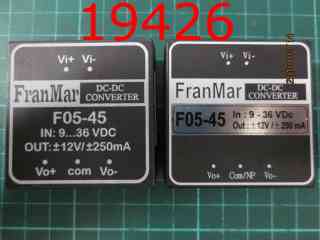 19426
Vi+ Vi-
FranMar
DC-DC
CONVERTER
F05-45
IN: 9...36 VDC
OUT:±12V/±250mA
Vo+ com Vo-
Vi+ Vi-
FranMar
DC-DC
CONVERTER
F05-45
In : 9 - 36 VDc
Out: ±12V / ± 250 mA
Vo+ Com/NP Vo-